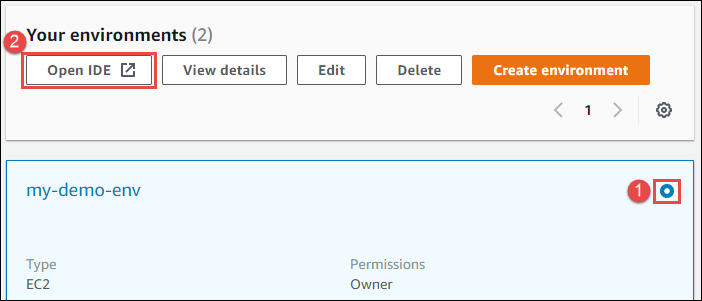 Your environments (2)
2
Open IDE View details Edit Delete Create environment
1
my-demo-env
1
Type Permissions
EC2 Owner